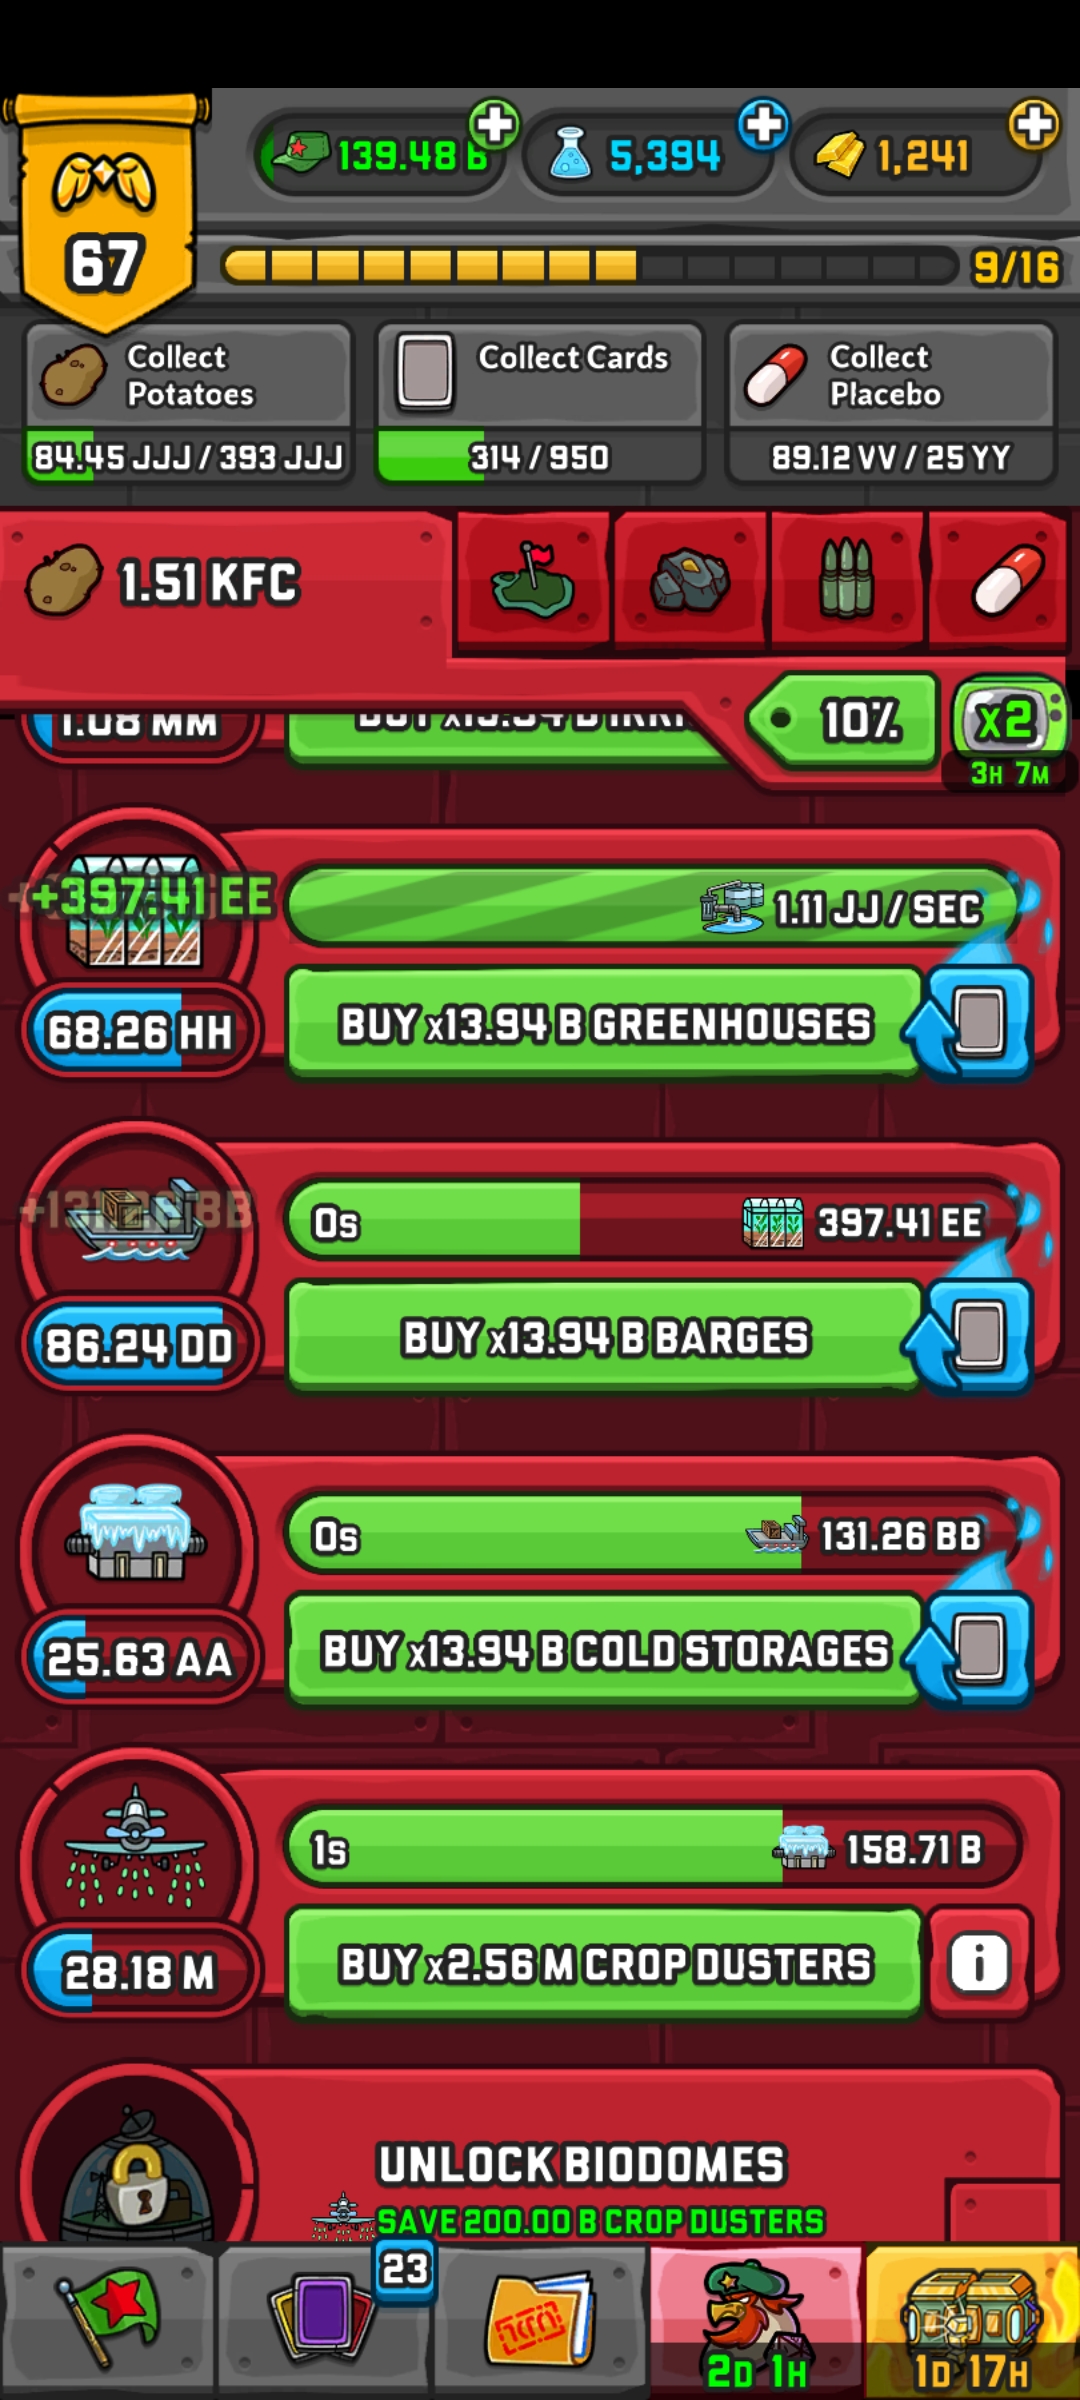 139.48 B
5,394
1,241
67
9/16
Collect
Potatoes
84.45 JJJ / 393 JJJ
Collect Cards
314 / 950
Collect
Placebo
89.12 VV / 25 YY
1.51 KFC
10%
x2
3H 7M
1.08 MM
+397.41 EE
1.11 JJ / SEC
68.26 HH
BUY x13.94 B GREENHOUSES
0s
397.41 EE
86.24 DD
BUY x13.94 B BARGES
0s
131.26 BB
25.63 AA
BUY x13.94 B COLD STORAGES
1s
158.71 B
28.18 M
BUY x2.56 M CROP DUSTERS
i
UNLOCK BIODOMES
SAVE 200.00 B CROP DUSTERS
23
2D 1H
1D 17H